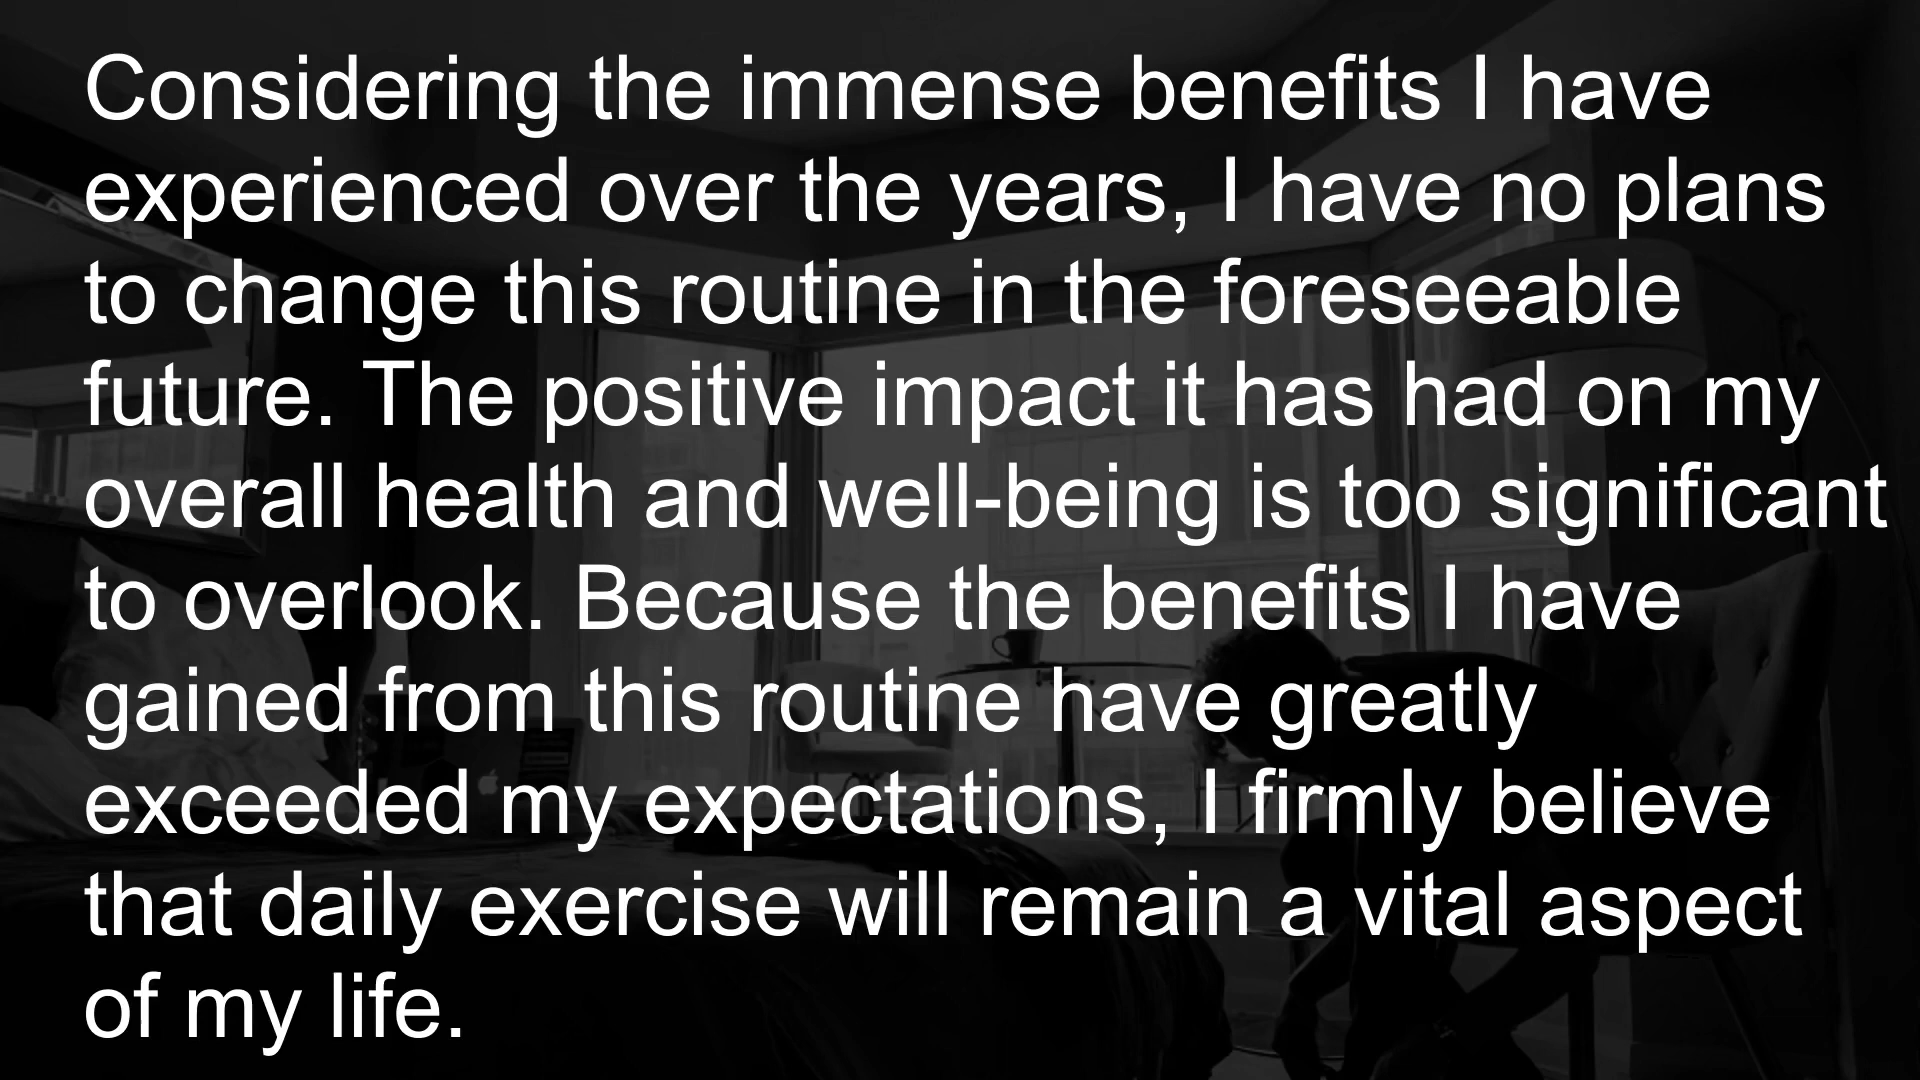 Considering the immense benefits I have
experienced over the years, I have no plans
to change this routine in the foreseeable
future. The positive impact it has had on my
overall health and well-being is too significant
to overlook. Because the benefits I have
gained from this routine have greatly
exceeded my expectations, I firmly believe
that daily exercise will remain a vital aspect
of my life.